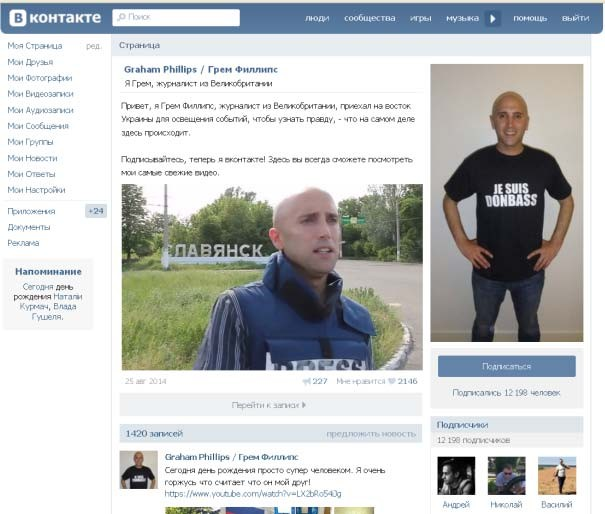 В контакте
Поиск
люди сообщества игры музыка помощь выйти
Моя Страница ред.
Мои Друзья
Мои Фотографии
Мои Видеозаписи
Мои Аудиозаписи
Мои Сообщения
Мои Группы
Мои Новости
Мои Ответы
Мои Настройки
Приложения +24
Документы
Реклама
Напоминание
Сегодня день
рождения Натали
Курмач, Влада
Гушеля.
Страница
Graham Phillips / Грем Филлипс
Я Грем, журналист из Великобритании
Привет, я Грем Филлипс, журналист из Великобритании, приехал на восток
Украины для освещения событий, чтобы узнать правду, - что на самом деле
здесь происходит.
Подписывайтесь, теперь я вконтакте! Здесь вы всегда сможете посмотреть
мои самые свежие видео.
СЛАВЯНСК
PRESS
25 авг 2014 227 Мне нравится 2146
Перейти к записи
1420 записей предложить новость
Graham Phillips / Грем Филлипс
Сегодня день рождения просто супер человеком. Я очень
горжусь что считает что он мой друг!
https://www.youtube.com/watch?v=LX2bRo54i0g
JE SUIS
DONBASS
Подписаться
Подписались 12 198 человек
Подписчики
12 198 подписчиков
Андрей Николай Василий